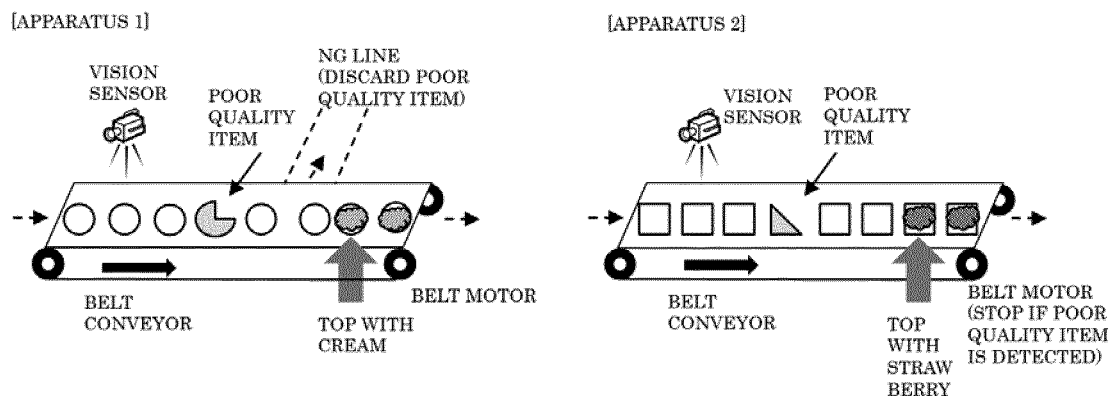 [APPARATUS 1]
VISION
SENSOR
POOR
QUALITY
ITEM
NG LINE
(DISCARD POOR
QUALITY ITEM)
BELT
CONVEYOR
TOP WITH
CREAM
BELT MOTOR
[APPARATUS 2]
VISION
SENSOR
POOR
QUALITY
ITEM
BELT
CONVEYOR
TOP
WITH
STRAW
BERRY
BELT MOTOR
(STOP IF POOR
QUALITY ITEM
IS DETECTED)